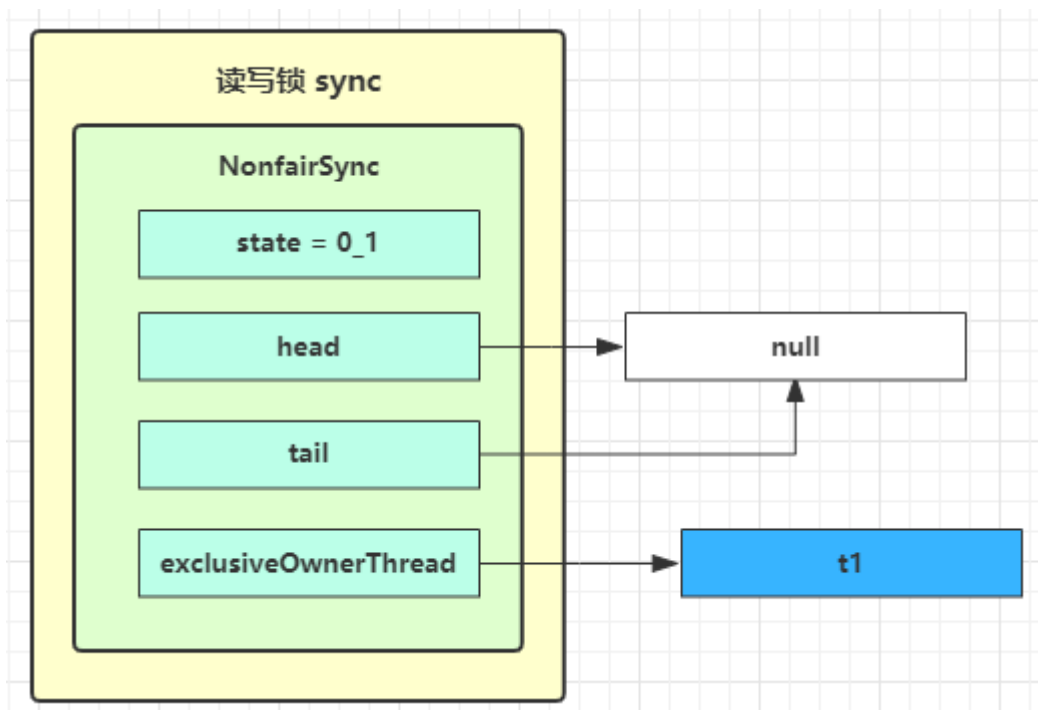 读写锁 sync
NonfairSync
state = 0_1
head
null
tail
exclusiveOwnerThread
t1